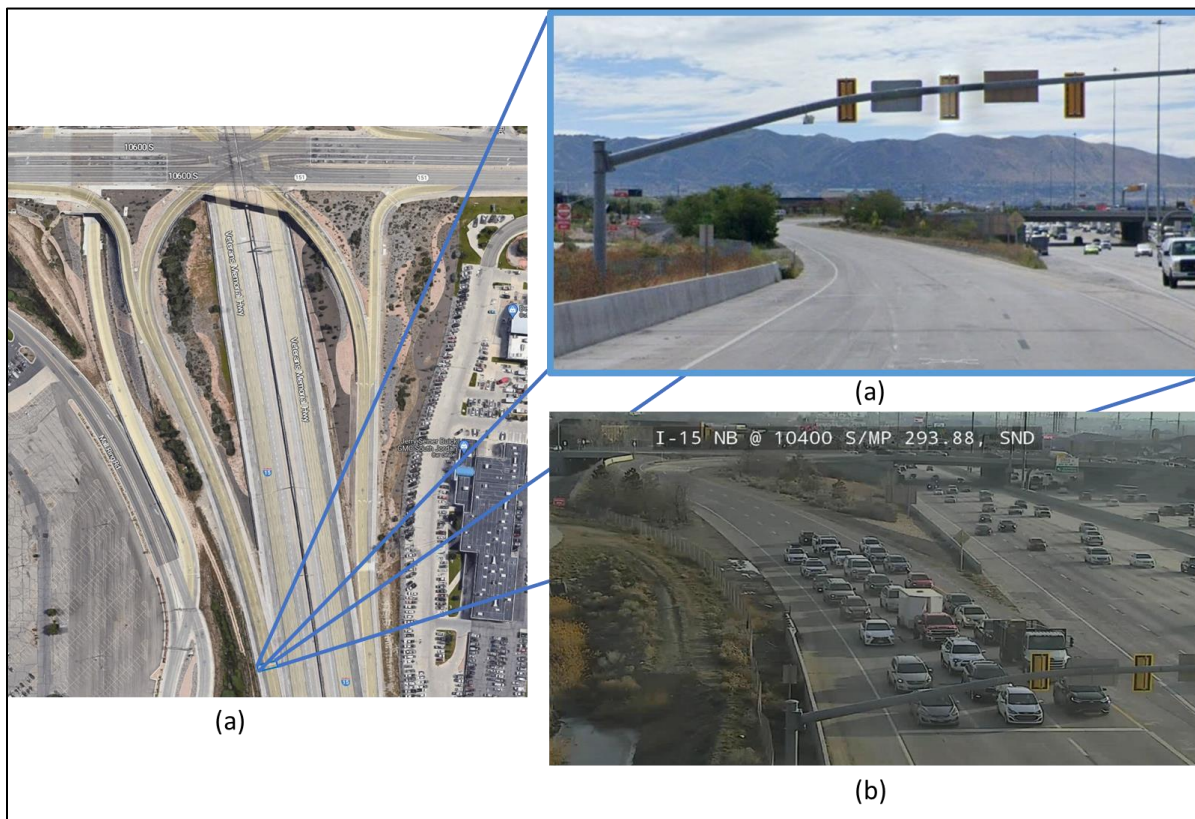 10600 S
10600 S
151
151
Veterans Memorial Hwy
Veterans Memorial Hwy
15
15
(a)
(a)
I-15 NB @ 10400 S/MP 293.88, SND
(b)